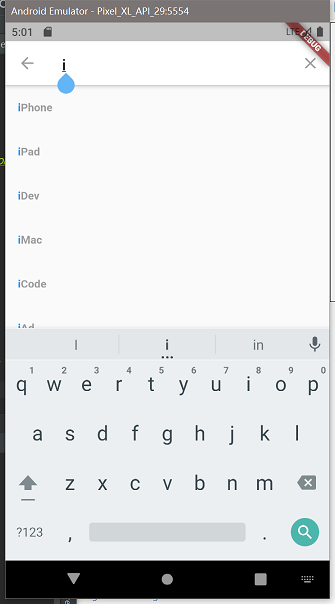 Android Emulator - Pixel_XL_API_29:5554
5:01
LTE
DEBUG
i
iPhone
iPad
iDev
iMac
iCode
iAd
I i in
1 2 3 4 5 6 7 8 9 0
q w e r t y u i o p
a s d f g h j k l
z x c v b n m
?123 , .